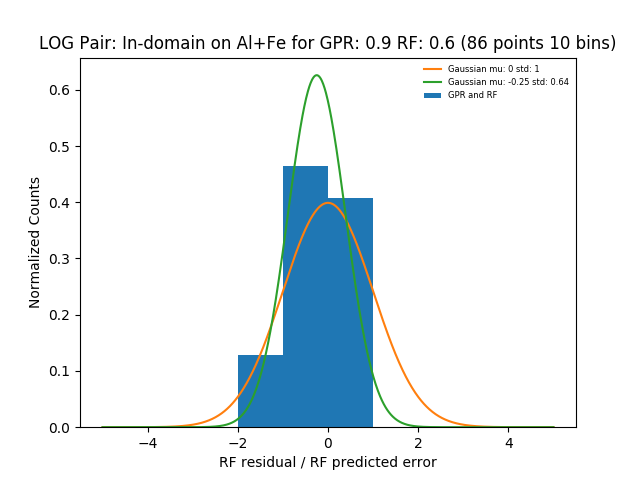 LOG Pair: In-domain on Al+Fe for GPR: 0.9 RF: 0.6 (86 points 10 bins)
Gaussian mu: 0 std: 1
Gaussian mu: -0.25 std: 0.64
GPR and RF
Normalized Counts
0.6
0.5
0.4
0.3
0.2
0.1
0.0
−4 −2 0 2 4
RF residual / RF predicted error